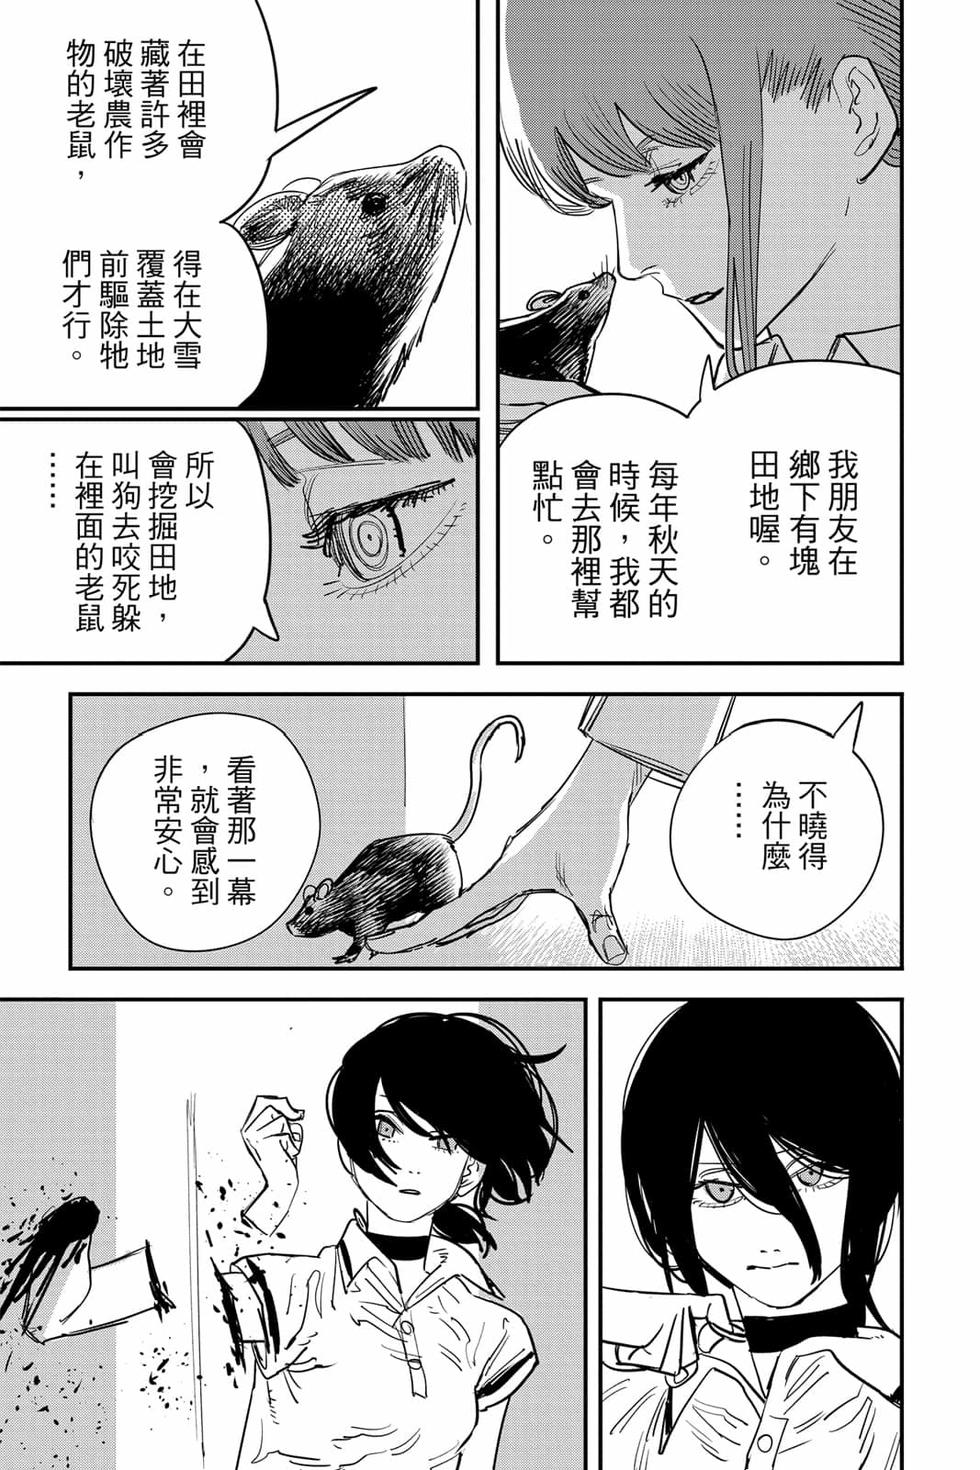 我朋友在
鄉下有塊
田地喔。
每年秋天的
時候，我都
會去那裡幫
點忙。
在田裡會
藏著許多
破壞農作
物的老鼠，
得在大雪
覆蓋土地
前驅除牠
們才行。
所以
會挖掘田地，
叫狗去咬死躲
在裡面的老鼠
……
不曉得
為什麼
……
看著那一幕
，就會感到
非常安心。